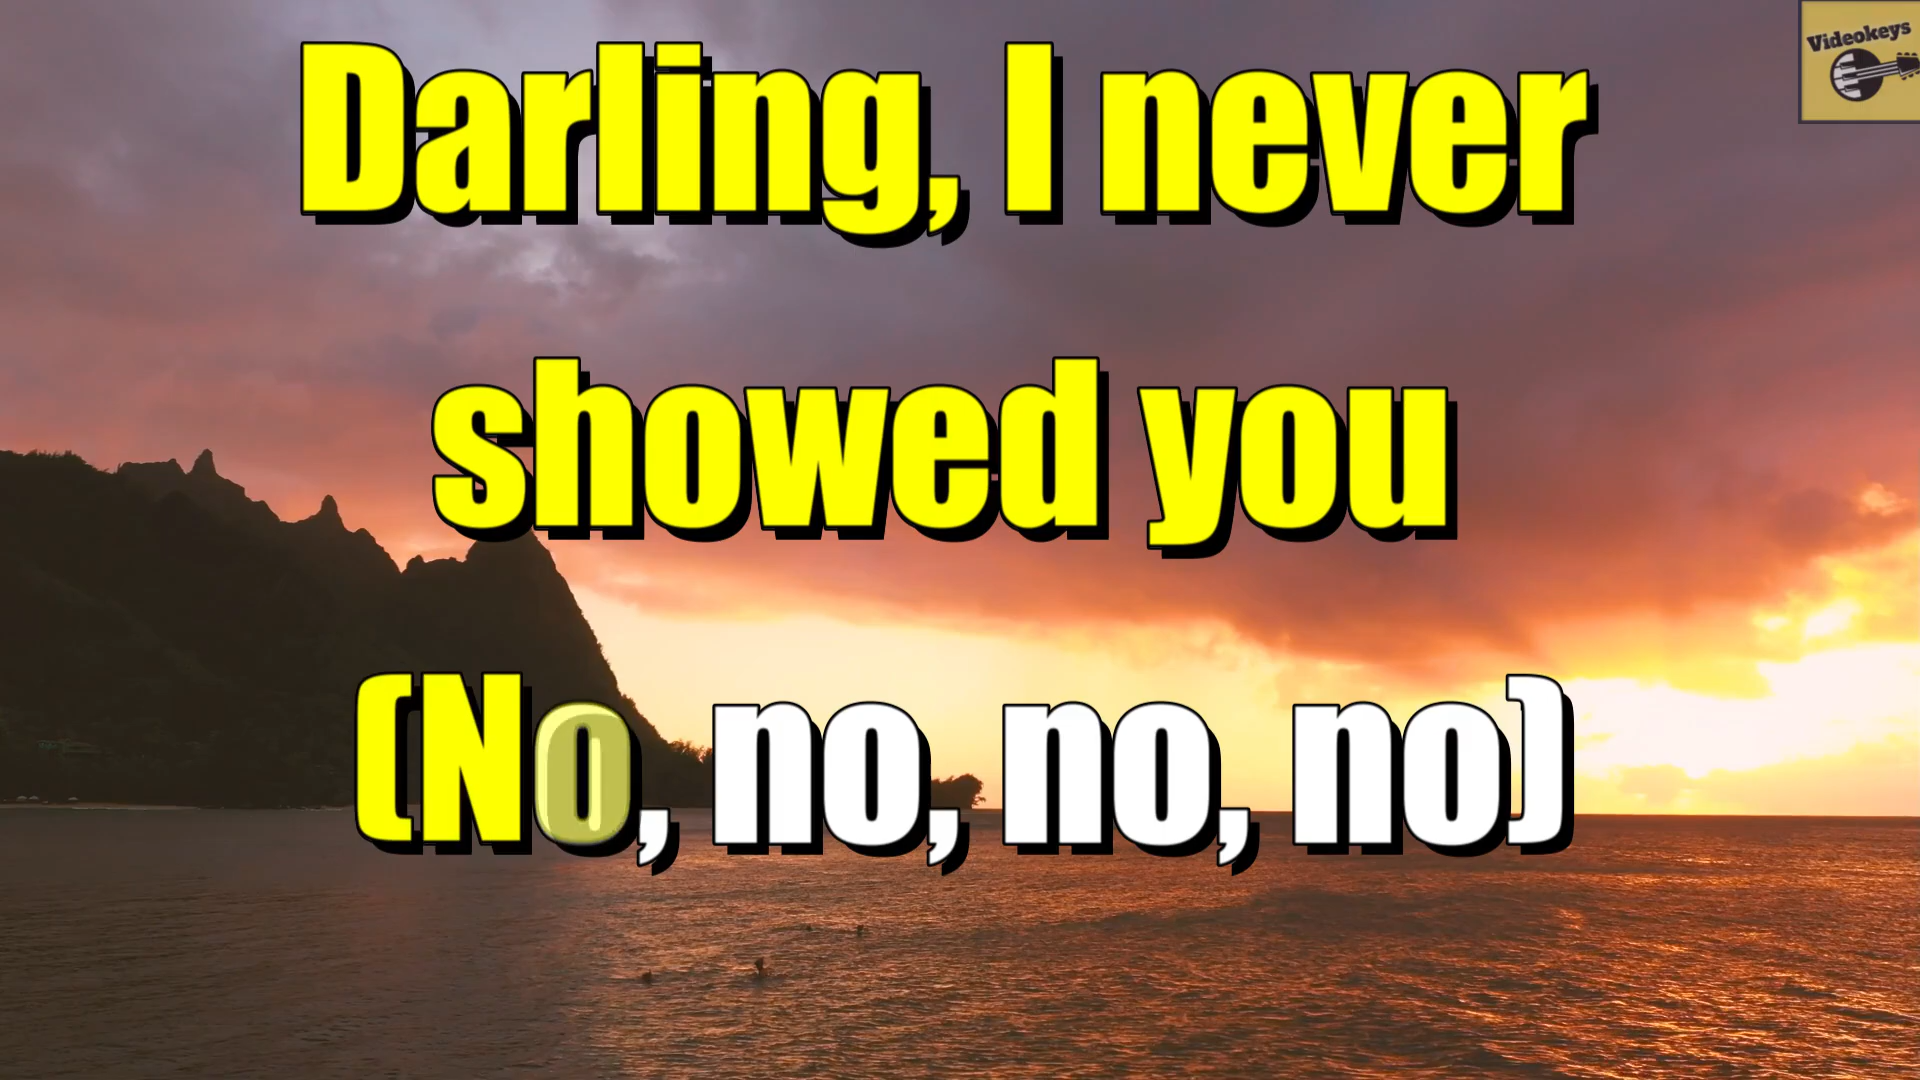 Videokeys
Darling, I never
showed you
(No, no, no, no)